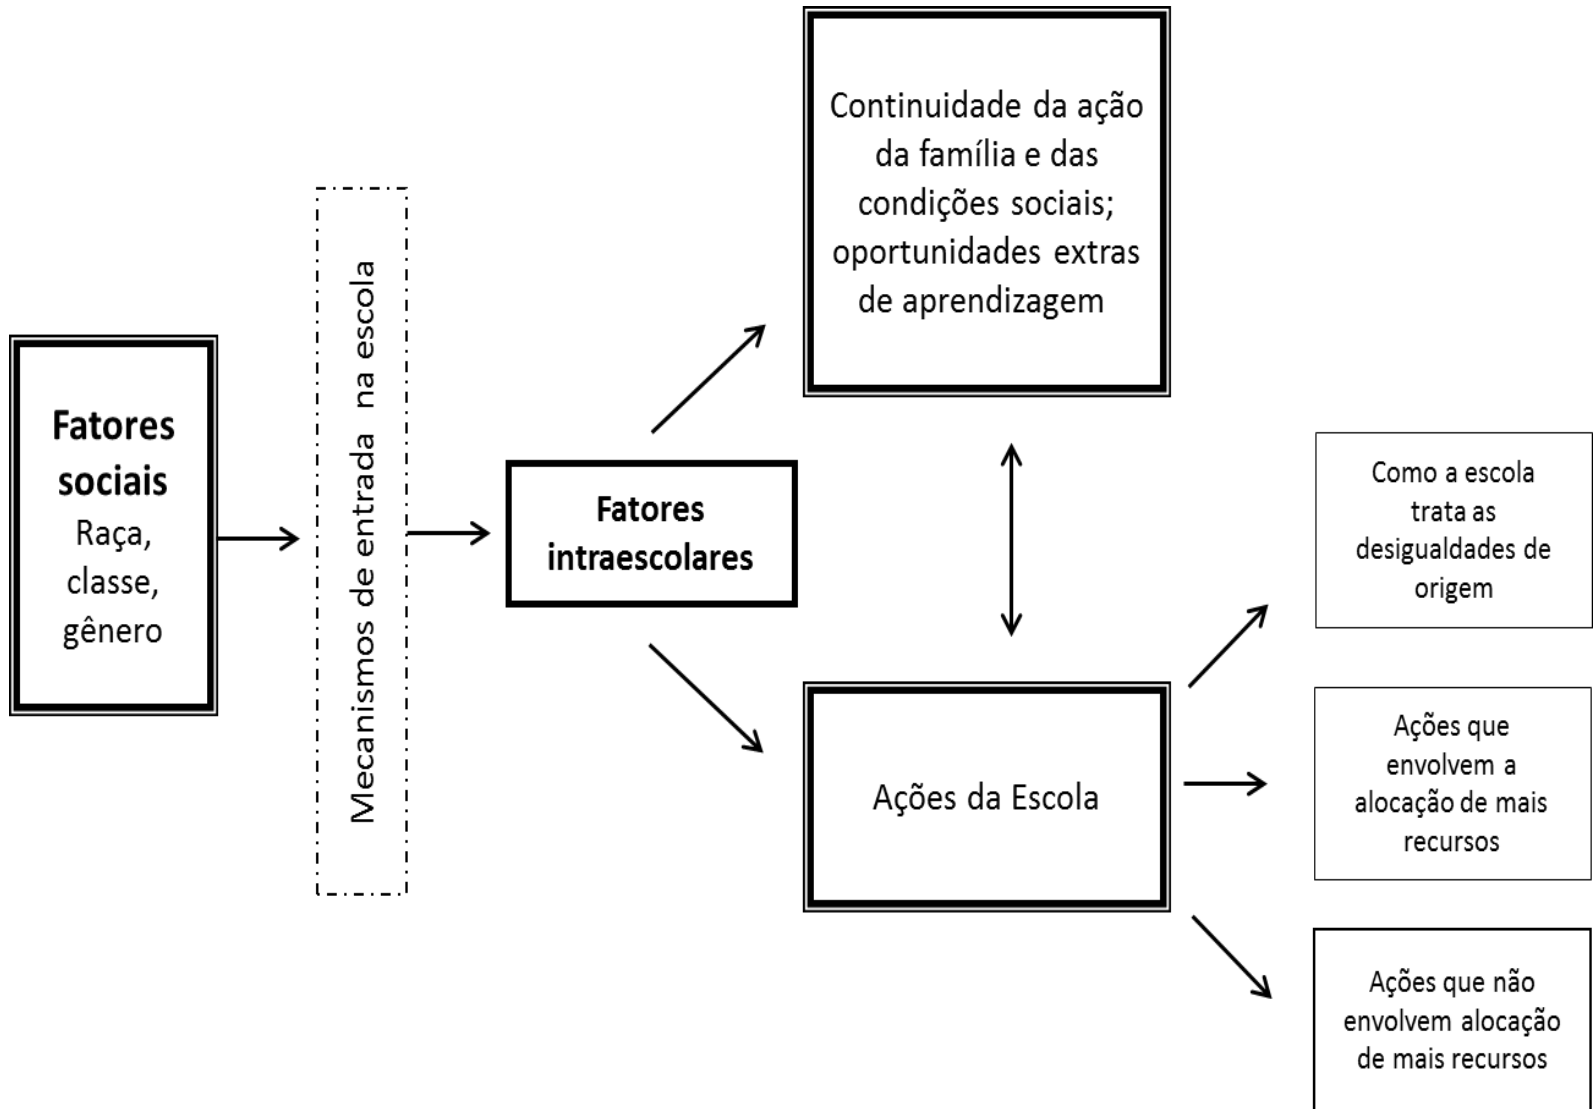 Fatores
sociais
Raça,
classe,
gênero
Mecanismos de entrada na escola
Fatores
intraescolares
Continuidade da ação
da família e das
condições sociais;
oportunidades extras
de aprendizagem
Ações da Escola
Como a escola
trata as
desigualdades de
origem
Ações que
envolvem a
alocação de mais
recursos
Ações que não
envolvem alocação
de mais recursos